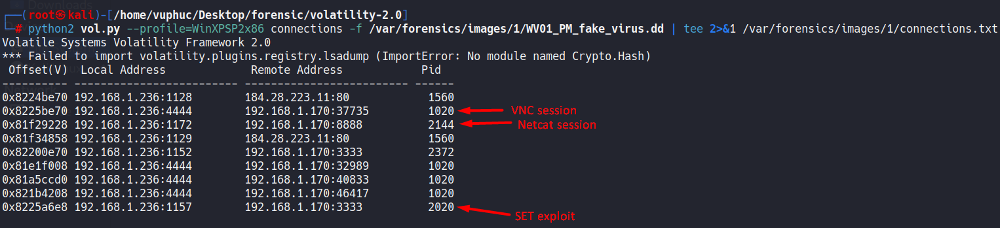 Downloads
┌──(root㉿kali)-[/home/vuphuc/Desktop/forensic/volatility-2.0]
└─# python2 vol.py --profile=WinXPSP2x86 connections -f /var/forensics/images/1/WV01_PM_fake_virus.dd | tee 2>&1 /var/forensics/images/1/connections.txt
Volatile Systems Volatility Framework 2.0
*** Failed to import volatility.plugins.registry.lsadump (ImportError: No module named Crypto.Hash)
Offset(V) Local Address Remote Address Pid
---------- ------------------------- ------------------------- ------
0x8224be70 192.168.1.236:1128 184.28.223.11:80 1560
0x8225be70 192.168.1.236:4444 192.168.1.170:37735 1020 VNC session
0x81f29228 192.168.1.236:1172 192.168.1.170:8888 2144 Netcat session
0x81f34858 192.168.1.236:1129 184.28.223.11:80 1560
0x82200e70 192.168.1.236:1152 192.168.1.170:3333 2372
0x81e1f008 192.168.1.236:4444 192.168.1.170:32989 1020
0x81a5ccd0 192.168.1.236:4444 192.168.1.170:40833 1020
0x821b4208 192.168.1.236:4444 192.168.1.170:46417 1020
0x8225a6e8 192.168.1.236:1157 192.168.1.170:3333 2020 SET exploit